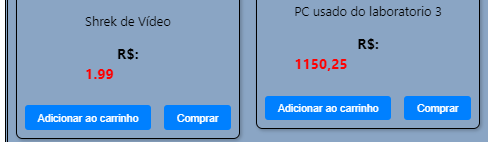 Shrek de Vídeo
R$:
1.99
Adicionar ao carrinho
Comprar
PC usado do laboratorio 3
R$:
1150,25
Adicionar ao carrinho
Comprar